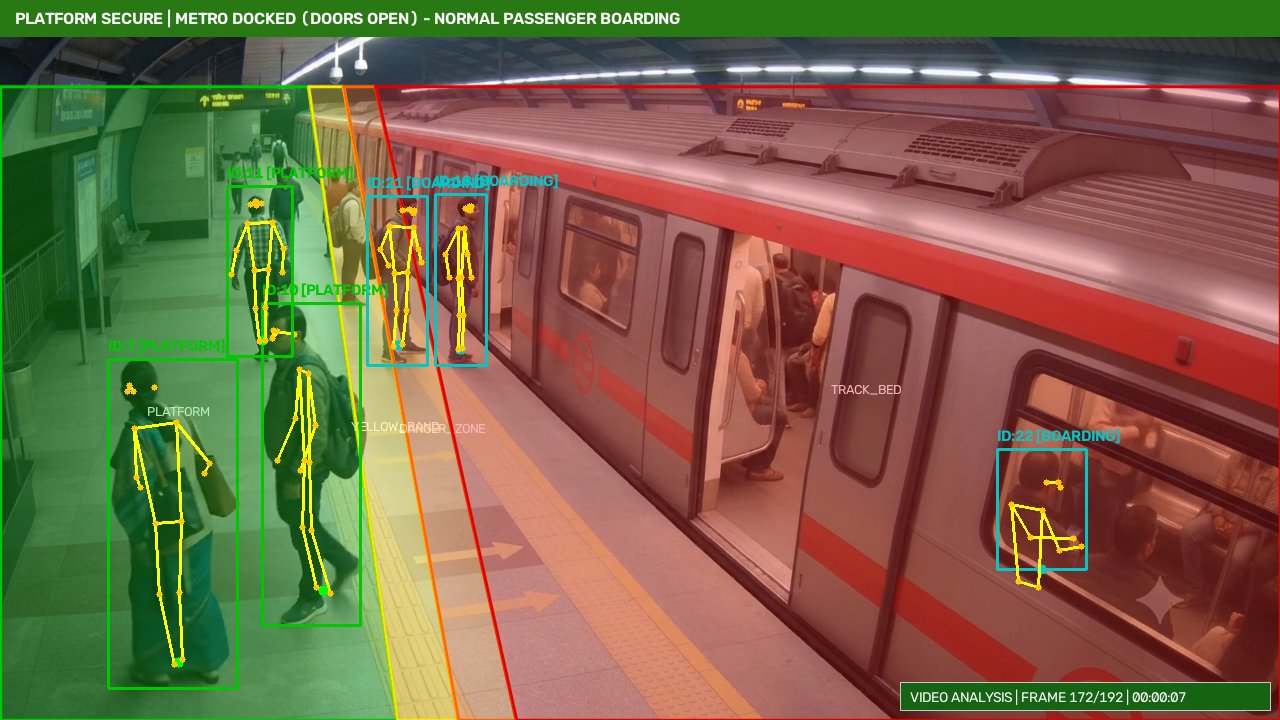 PLATFORM SECURE | METRO DOCKED (DOORS OPEN) - NORMAL PASSENGER BOARDING
ID:11 [PLATFORM]
ID:21 [BOARDING]
[BOARDING]
ID:10 [PLATFORM]
ID:7 [PLATFORM]
PLATFORM
YELLOW_BAND
DANGER_ZONE
TRACK_BED
ID:22 [BOARDING]
VIDEO ANALYSIS | FRAME 172/192 | 00:00:07